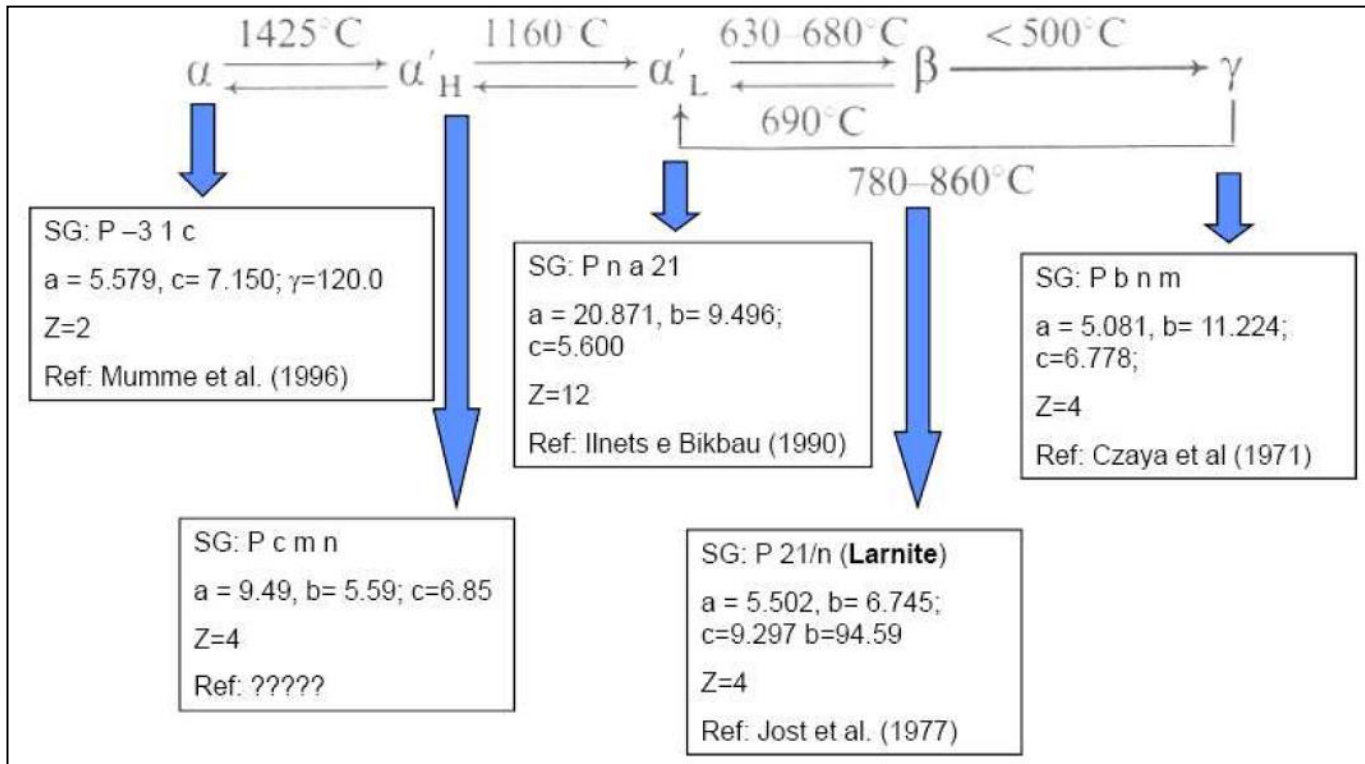 1425°C 1160°C 630–680°C <500°C
α α′H α′L β γ
690°C
780–860°C
SG: P –3 1 c
a = 5.579, c= 7.150; γ=120.0
Z=2
Ref: Mumme et al. (1996)
SG: P c m n
a = 9.49, b= 5.59; c=6.85
Z=4
Ref: ?????
SG: P n a 21
a = 20.871, b= 9.496;
c=5.600
Z=12
Ref: Ilnets e Bikbau (1990)
SG: P 21/n (Larnite)
a = 5.502, b= 6.745;
c=9.297 b=94.59
Z=4
Ref: Jost et al. (1977)
SG: P b n m
a = 5.081, b= 11.224;
c=6.778;
Z=4
Ref: Czaya et al (1971)